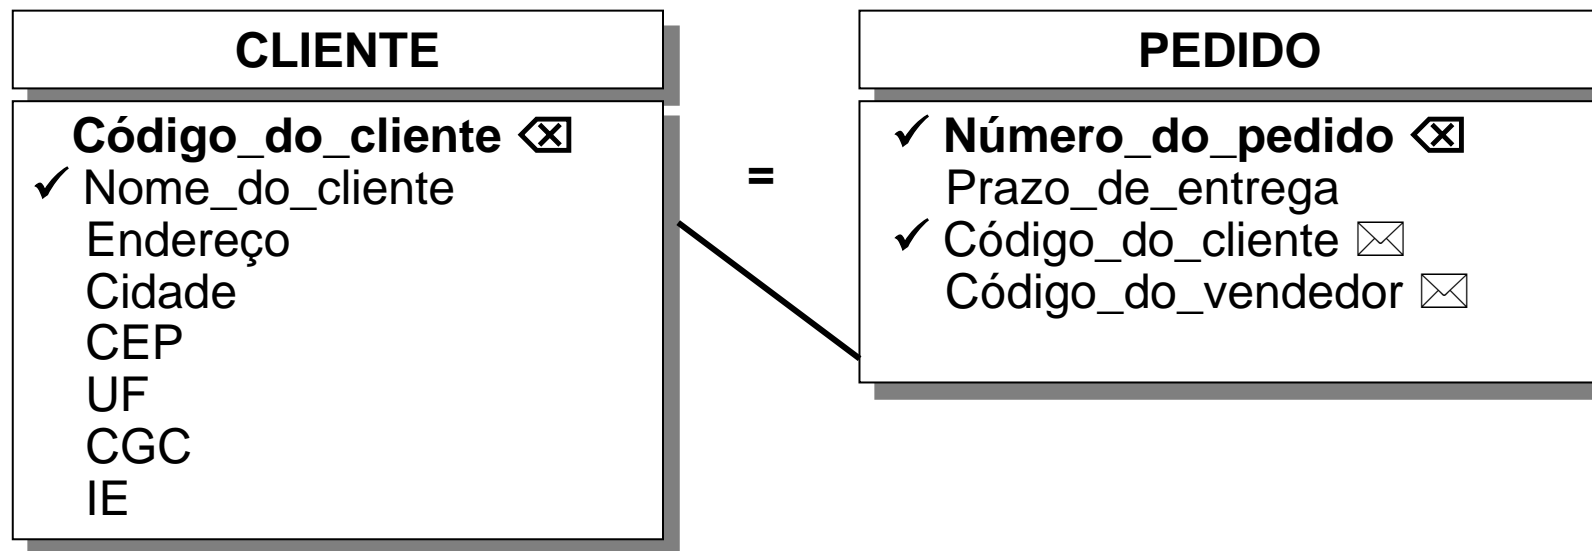 CLIENTE
Código_do_cliente ⌫
✓ Nome_do_cliente
Endereço
Cidade
CEP
UF
CGC
IE
=
PEDIDO
✓ Número_do_pedido ⌫
Prazo_de_entrega
✓ Código_do_cliente ✉
Código_do_vendedor ✉